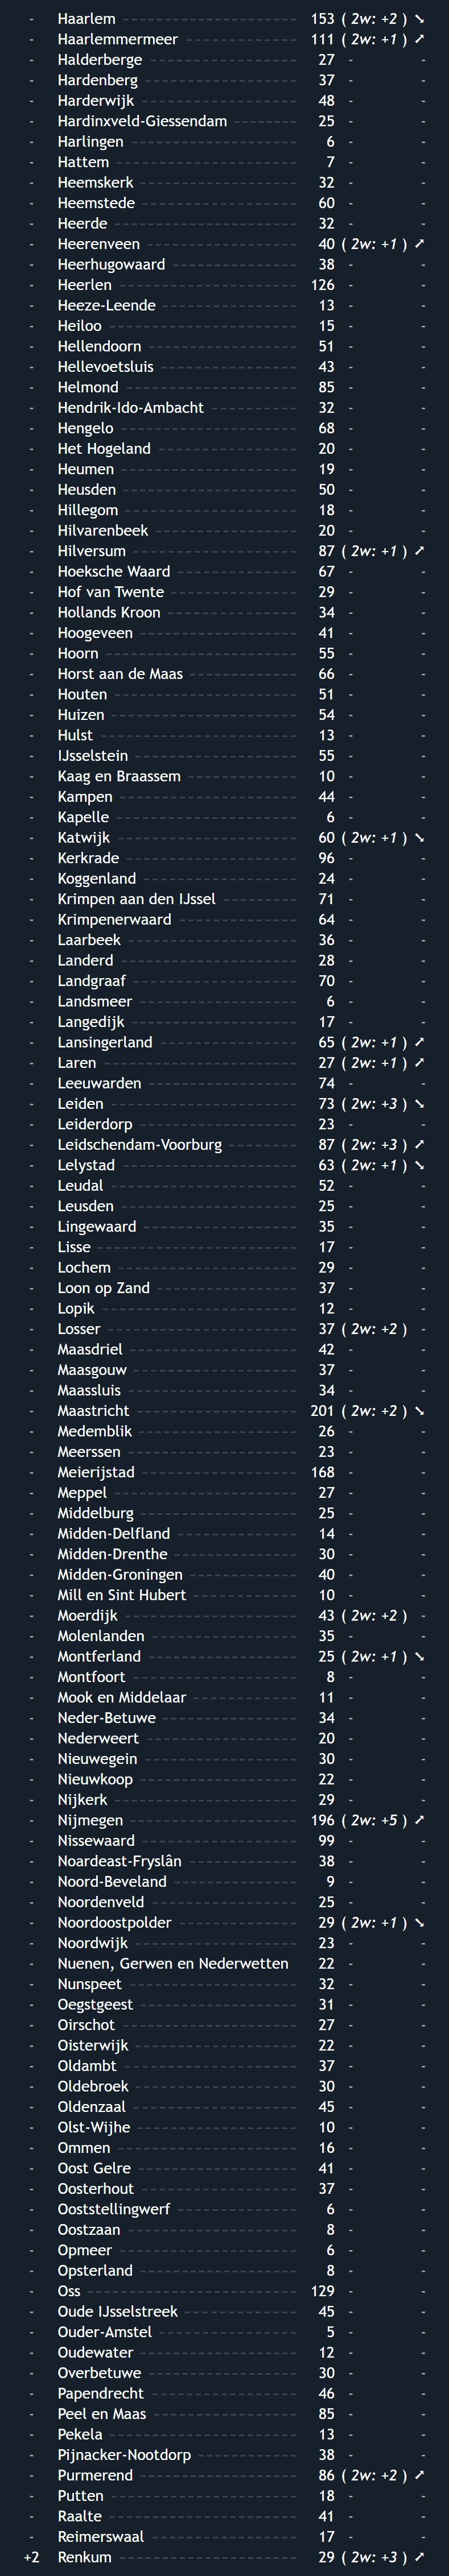 - Haarlem 153 ( 2w: +2 ) ➘
- Haarlemmermeer 111 ( 2w: +1 ) ➚
- Halderberge 27 - -
- Hardenberg 37 - -
- Harderwijk 48 - -
- Hardinxveld-Giessendam 25 - -
- Harlingen 6 - -
- Hattem 7 - -
- Heemskerk 32 - -
- Heemstede 60 - -
- Heerde 32 - -
- Heerenveen 40 ( 2w: +1 ) ➚
- Heerhugowaard 38 - -
- Heerlen 126 - -
- Heeze-Leende 13 - -
- Heiloo 15 - -
- Hellendoorn 51 - -
- Hellevoetsluis 43 - -
- Helmond 85 - -
- Hendrik-Ido-Ambacht 32 - -
- Hengelo 68 - -
- Het Hogeland 20 - -
- Heumen 19 - -
- Heusden 50 - -
- Hillegom 18 - -
- Hilvarenbeek 20 - -
- Hilversum 87 ( 2w: +1 ) ➚
- Hoeksche Waard 67 - -
- Hof van Twente 29 - -
- Hollands Kroon 34 - -
- Hoogeveen 41 - -
- Hoorn 55 - -
- Horst aan de Maas 66 - -
- Houten 51 - -
- Huizen 54 - -
- Hulst 13 - -
- IJsselstein 55 - -
- Kaag en Braassem 10 - -
- Kampen 44 - -
- Kapelle 6 - -
- Katwijk 60 ( 2w: +1 ) ➘
- Kerkrade 96 - -
- Koggenland 24 - -
- Krimpen aan den IJssel 71 - -
- Krimpenerwaard 64 - -
- Laarbeek 36 - -
- Landerd 28 - -
- Landgraaf 70 - -
- Landsmeer 6 - -
- Langedijk 17 - -
- Lansingerland 65 ( 2w: +1 ) ➚
- Laren 27 ( 2w: +1 ) ➚
- Leeuwarden 74 - -
- Leiden 73 ( 2w: +3 ) ➘
- Leiderdorp 23 - -
- Leidschendam-Voorburg 87 ( 2w: +3 ) ➚
- Lelystad 63 ( 2w: +1 ) ➘
- Leudal 52 - -
- Leusden 25 - -
- Lingewaard 35 - -
- Lisse 17 - -
- Lochem 29 - -
- Loon op Zand 37 - -
- Lopik 12 - -
- Losser 37 ( 2w: +2 ) -
- Maasdriel 42 - -
- Maasgouw 37 - -
- Maassluis 34 - -
- Maastricht 201 ( 2w: +2 ) ➘
- Medemblik 26 - -
- Meerssen 23 - -
- Meierijstad 168 - -
- Meppel 27 - -
- Middelburg 25 - -
- Midden-Delfland 14 - -
- Midden-Drenthe 30 - -
- Midden-Groningen 40 - -
- Mill en Sint Hubert 10 - -
- Moerdijk 43 ( 2w: +2 ) -
- Molenlanden 35 - -
- Montferland 25 ( 2w: +1 ) ➘
- Montfoort 8 - -
- Mook en Middelaar 11 - -
- Neder-Betuwe 34 - -
- Nederweert 20 - -
- Nieuwegein 30 - -
- Nieuwkoop 22 - -
- Nijkerk 29 - -
- Nijmegen 196 ( 2w: +5 ) ➚
- Nissewaard 99 - -
- Noardeast-Fryslân 38 - -
- Noord-Beveland 9 - -
- Noordenveld 25 - -
- Noordoostpolder 29 ( 2w: +1 ) ➘
- Noordwijk 23 - -
- Nuenen, Gerwen en Nederwetten 22 - -
- Nunspeet 32 - -
- Oegstgeest 31 - -
- Oirschot 27 - -
- Oisterwijk 22 - -
- Oldambt 37 - -
- Oldebroek 30 - -
- Oldenzaal 45 - -
- Olst-Wijhe 10 - -
- Ommen 16 - -
- Oost Gelre 41 - -
- Oosterhout 37 - -
- Ooststellingwerf 6 - -
- Oostzaan 8 - -
- Opmeer 6 - -
- Opsterland 8 - -
- Oss 129 - -
- Oude IJsselstreek 45 - -
- Ouder-Amstel 5 - -
- Oudewater 12 - -
- Overbetuwe 30 - -
- Papendrecht 46 - -
- Peel en Maas 85 - -
- Pekela 13 - -
- Pijnacker-Nootdorp 38 - -
- Purmerend 86 ( 2w: +2 ) ➚
- Putten 18 - -
- Raalte 41 - -
- Reimerswaal 17 - -
+2 Renkum 29 ( 2w: +3 ) ➚